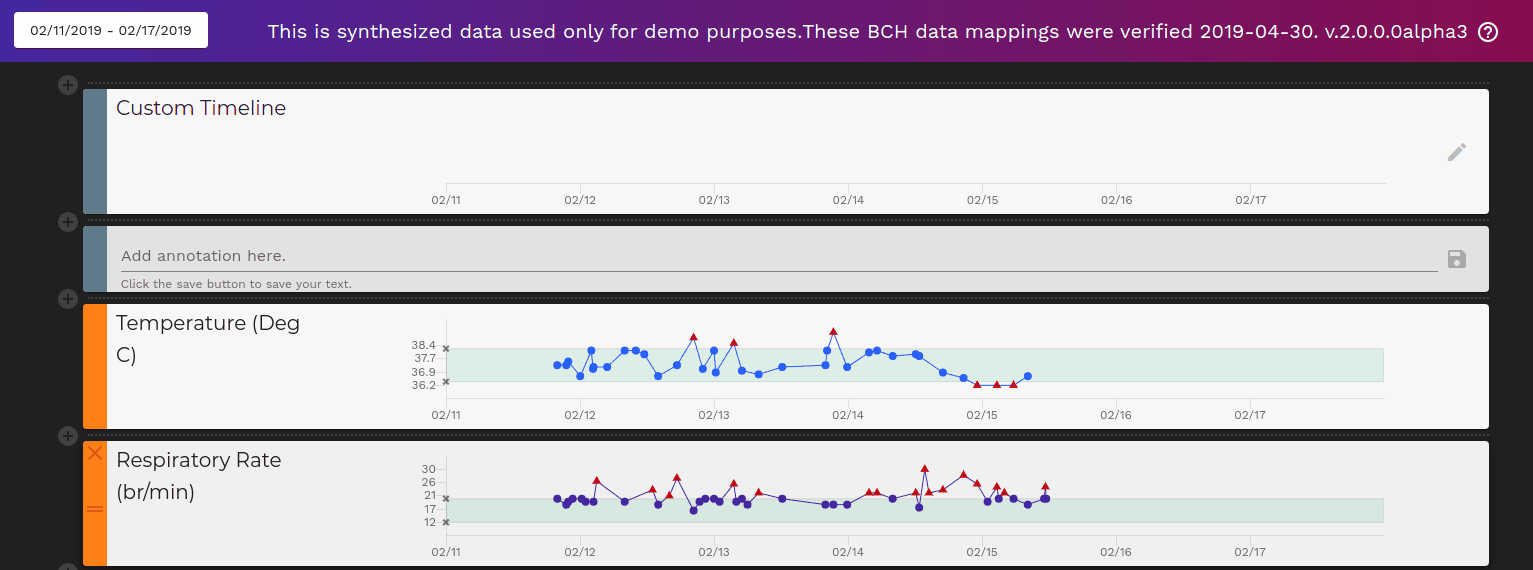 02/11/2019 - 02/17/2019
This is synthesized data used only for demo purposes.These BCH data mappings were verified 2019-04-30. v.2.0.0.0alpha3
Custom Timeline
02/11 02/12 02/13 02/14 02/15 02/16 02/17
Add annotation here.
Click the save button to save your text.
Temperature (Deg
C)
38.4
37.7
36.9
36.2
02/11 02/12 02/13 02/14 02/15 02/16 02/17
Respiratory Rate
(br/min)
30
26
21
17
12
02/11 02/12 02/13 02/14 02/15 02/16 02/17